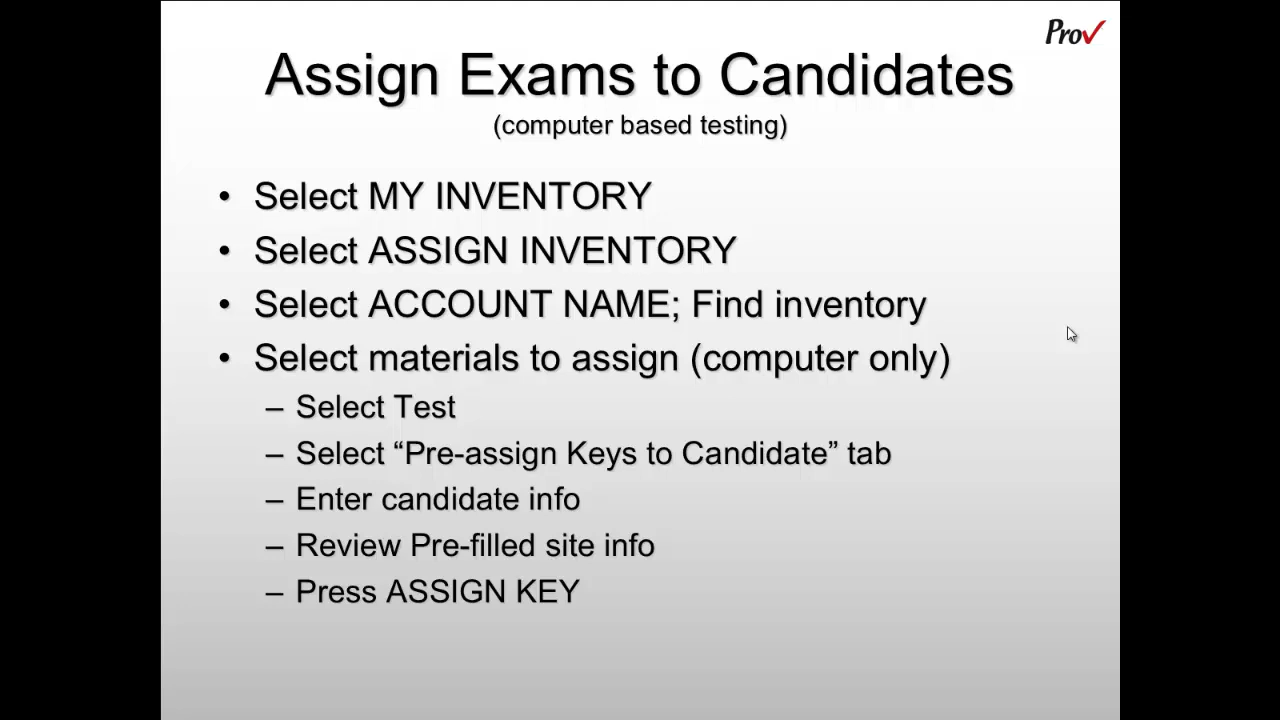 Prov
Assign Exams to Candidates
(computer based testing)
• Select MY INVENTORY
• Select ASSIGN INVENTORY
• Select ACCOUNT NAME; Find inventory
• Select materials to assign (computer only)
– Select Test
– Select “Pre-assign Keys to Candidate” tab
– Enter candidate info
– Review Pre-filled site info
– Press ASSIGN KEY